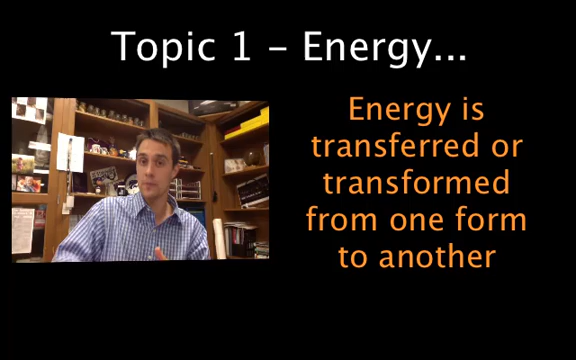 Topic 1 – Energy...
Energy is
transferred or
transformed
from one form
to another